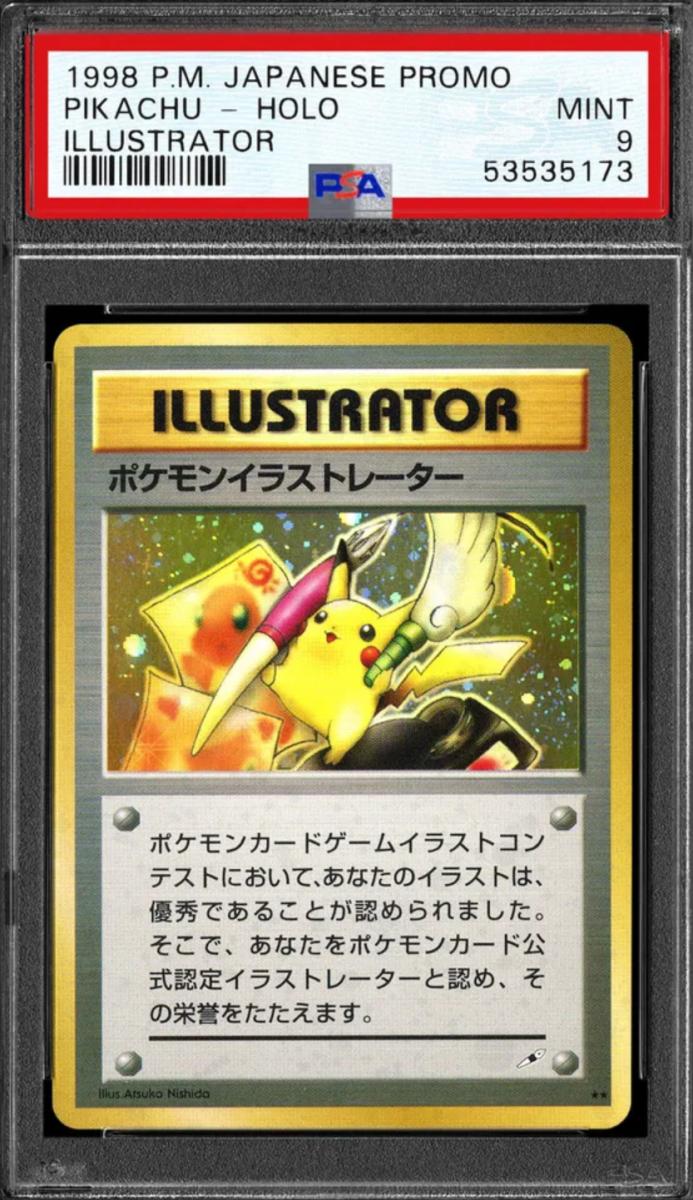 1998 P.M. JAPANESE PROMO
PIKACHU – HOLO MINT
ILLUSTRATOR 9
53535173
PSA
ILLUSTRATOR
ポケモンイラストレーター
ポケモンカードゲームイラストコン
テストにおいて、あなたのイラストは、
優秀であることが認められました。
そこで、あなたをポケモンカード公
式認定イラストレーターと認め、そ
の栄誉をたたえます。
Illus.Atsuko Nishida
PSA